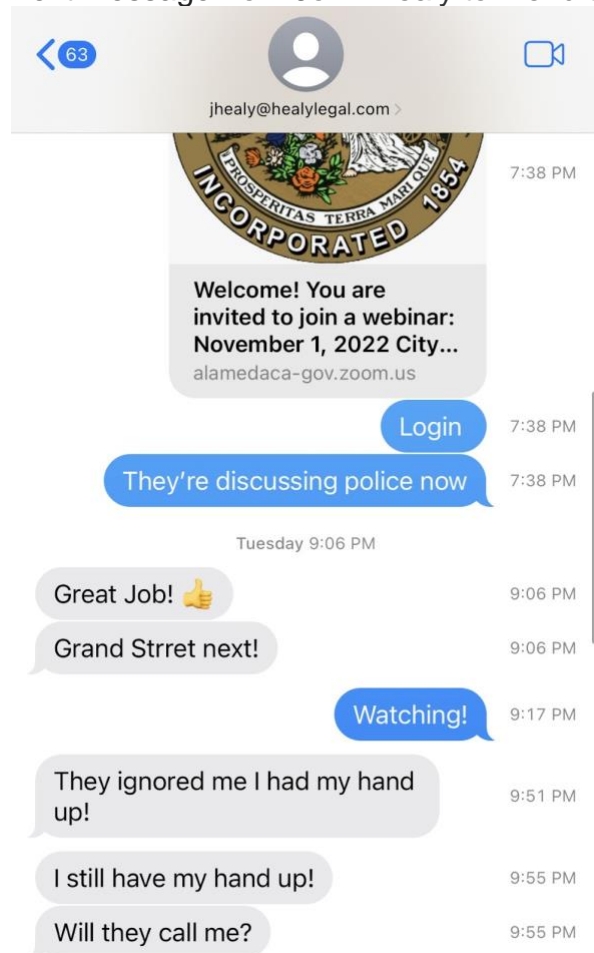 63
jhealy@healylegal.com >
7:38 PM
PROSPERITAS TERRA MARI QUE
INCORPORATED 1854
Welcome! You are
invited to join a webinar:
November 1, 2022 City...
alamedaca-gov.zoom.us
Login 7:38 PM
They're discussing police now 7:38 PM
Tuesday 9:06 PM
Great Job! 👍 9:06 PM
Grand Strret next! 9:06 PM
Watching! 9:17 PM
They ignored me I had my hand
up! 9:51 PM
I still have my hand up! 9:55 PM
Will they call me? 9:55 PM